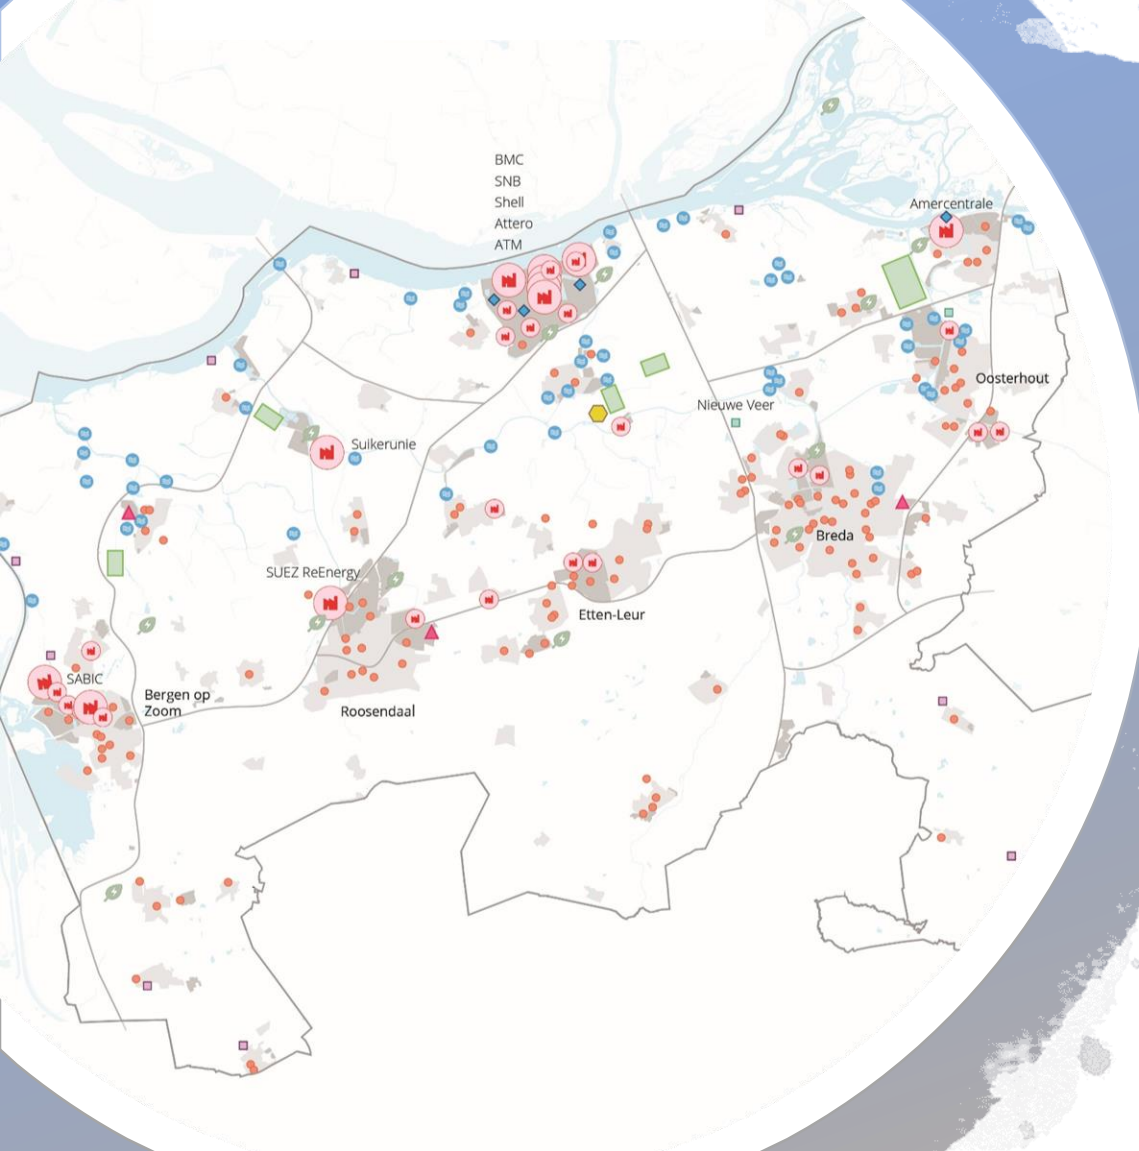 BMC
SNB
Shell
Attero
ATM
Amercentrale
Oosterhout
Nieuwe Veer
Suikerunie
Breda
SUEZ ReEnergy
Etten-Leur
SABIC
Bergen op
Zoom
Roosendaal